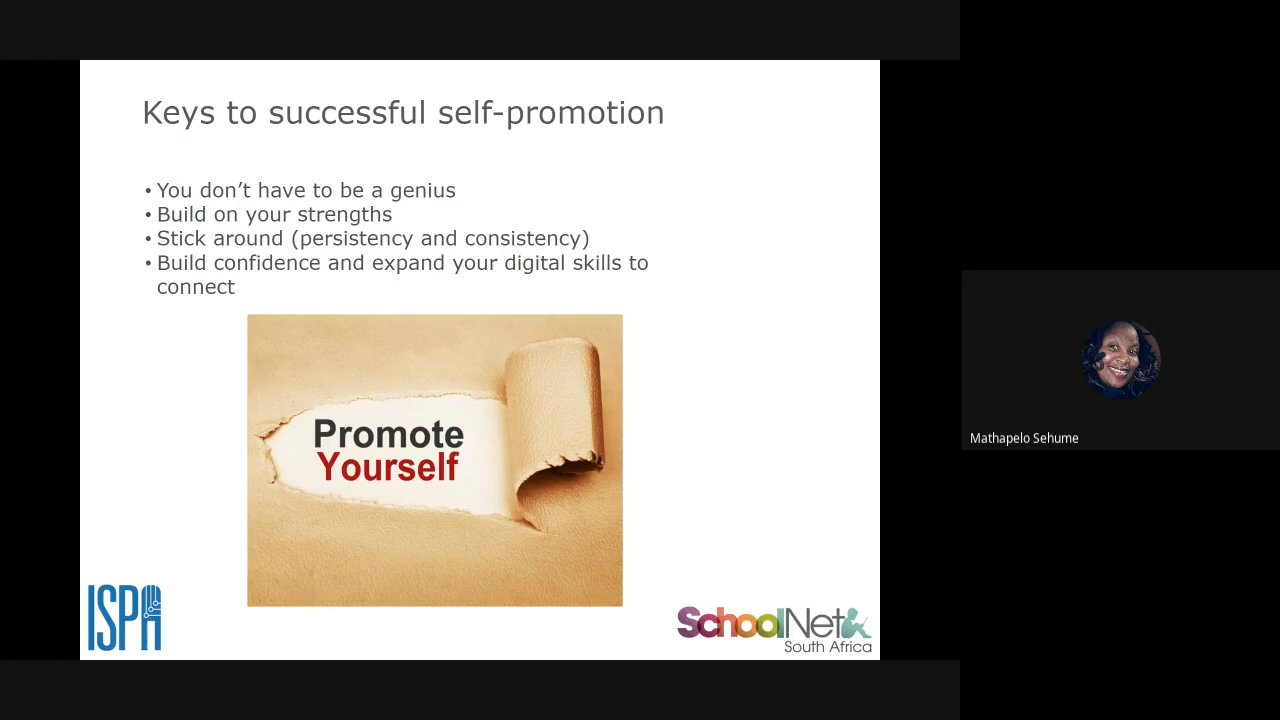 Keys to successful self-promotion
• You don’t have to be a genius
• Build on your strengths
• Stick around (persistency and consistency)
• Build confidence and expand your digital skills to
connect
Promote
Yourself
ISPA
SchoolNet
South Africa
Mathapelo Sehume